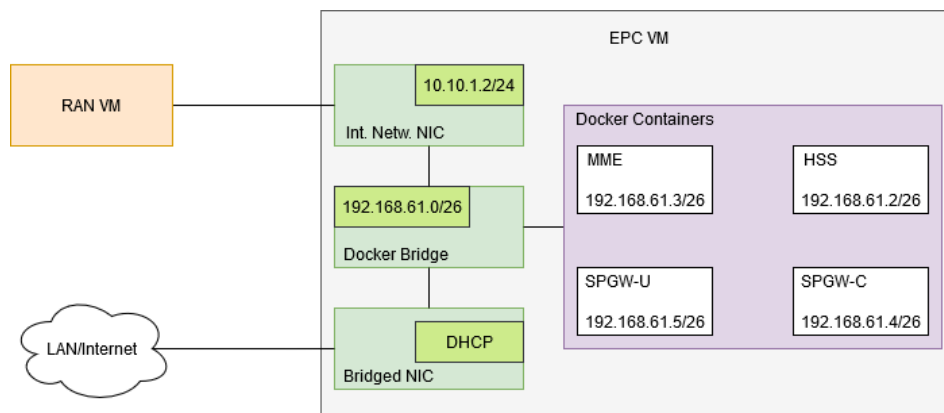 EPC VM
RAN VM
10.10.1.2/24
Int. Netw. NIC
192.168.61.0/26
Docker Bridge
Docker Containers
MME
192.168.61.3/26
HSS
192.168.61.2/26
SPGW-U
192.168.61.5/26
SPGW-C
192.168.61.4/26
LAN/Internet
DHCP
Bridged NIC